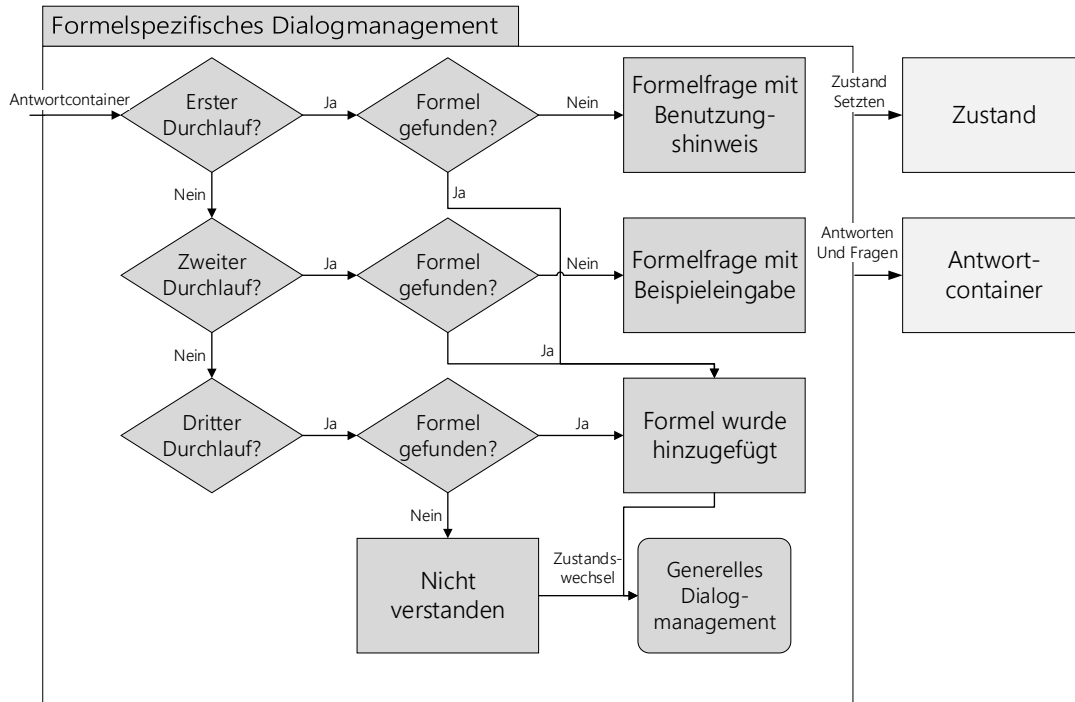 Formelspezifisches Dialogmanagement
Antwortcontainer
Erster
Durchlauf?
Ja
Formel
gefunden?
Nein
Formelfrage mit
Benutzung-
shinweis
Zustand
Setzten
Zustand
Nein
Ja
Zweiter
Durchlauf?
Ja
Formel
gefunden?
Nein
Formelfrage mit
Beispieleingabe
Antworten
Und Fragen
Antwort-
container
Nein
Ja
Dritter
Durchlauf?
Ja
Formel
gefunden?
Ja
Formel wurde
hinzugefügt
Nein
Nicht
verstanden
Zustands-
wechsel
Generelles
Dialog-
management